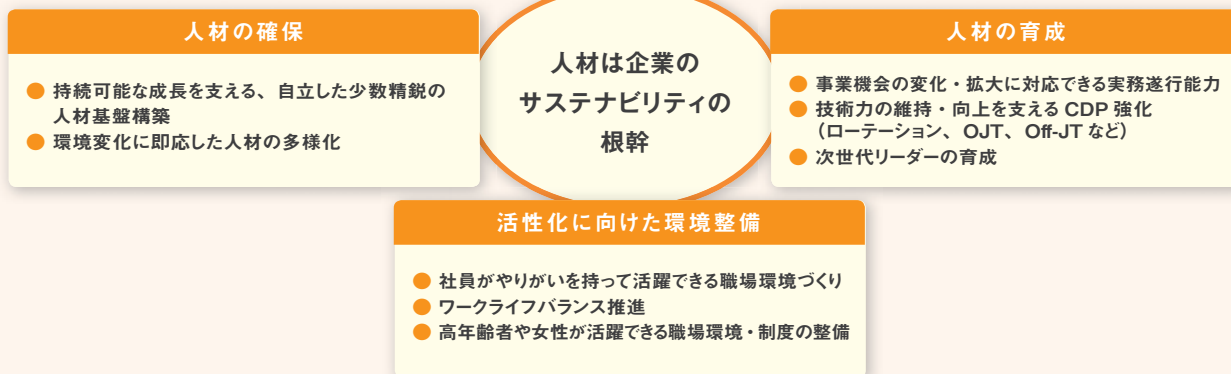 人材の確保
● 持続可能な成長を支える、自立した少数精鋭の
人材基盤構築
● 環境変化に即応した人材の多様化
人材は企業の
サステナビリティの
根幹
人材の育成
● 事業機会の変化・拡大に対応できる実務遂行能力
● 技術力の維持・向上を支える CDP 強化
（ローテーション、OJT、Off-JT など）
● 次世代リーダーの育成
活性化に向けた環境整備
● 社員がやりがいを持って活躍できる職場環境づくり
● ワークライフバランス推進
● 高年齢者や女性が活躍できる職場環境・制度の整備